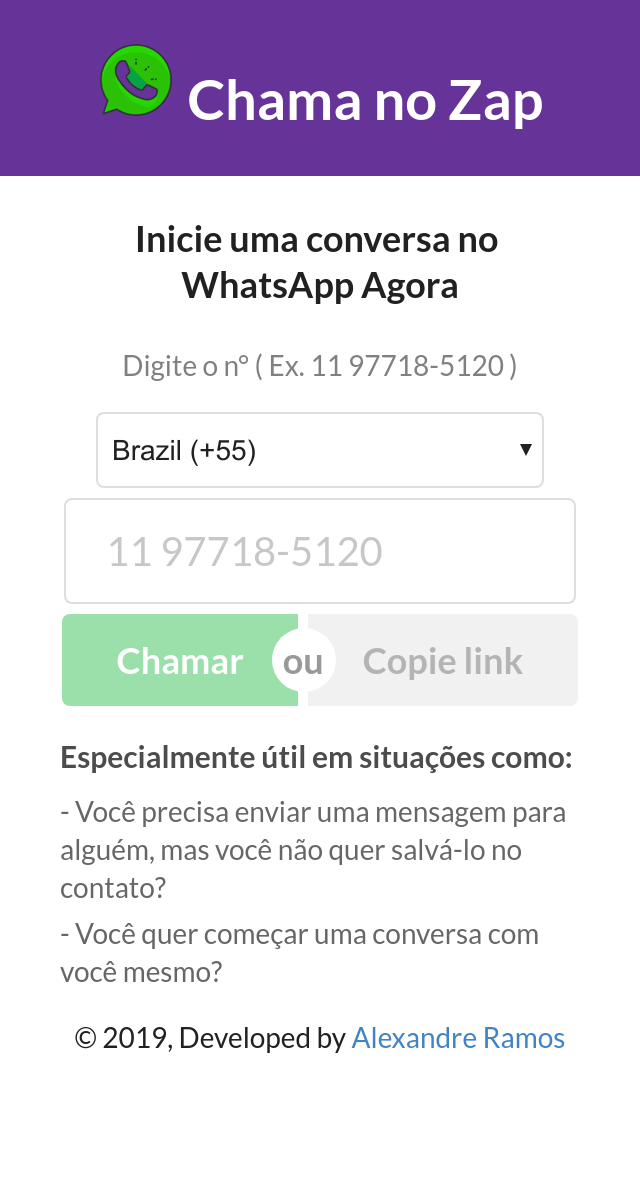 Chama no Zap
Inicie uma conversa no
WhatsApp Agora
Digite o n° ( Ex. 11 97718-5120 )
Brazil (+55)
11 97718-5120
Chamar ou Copie link
Especialmente útil em situações como:
- Você precisa enviar uma mensagem para
alguém, mas você não quer salvá-lo no
contato?
- Você quer começar uma conversa com
você mesmo?
© 2019, Developed by Alexandre Ramos